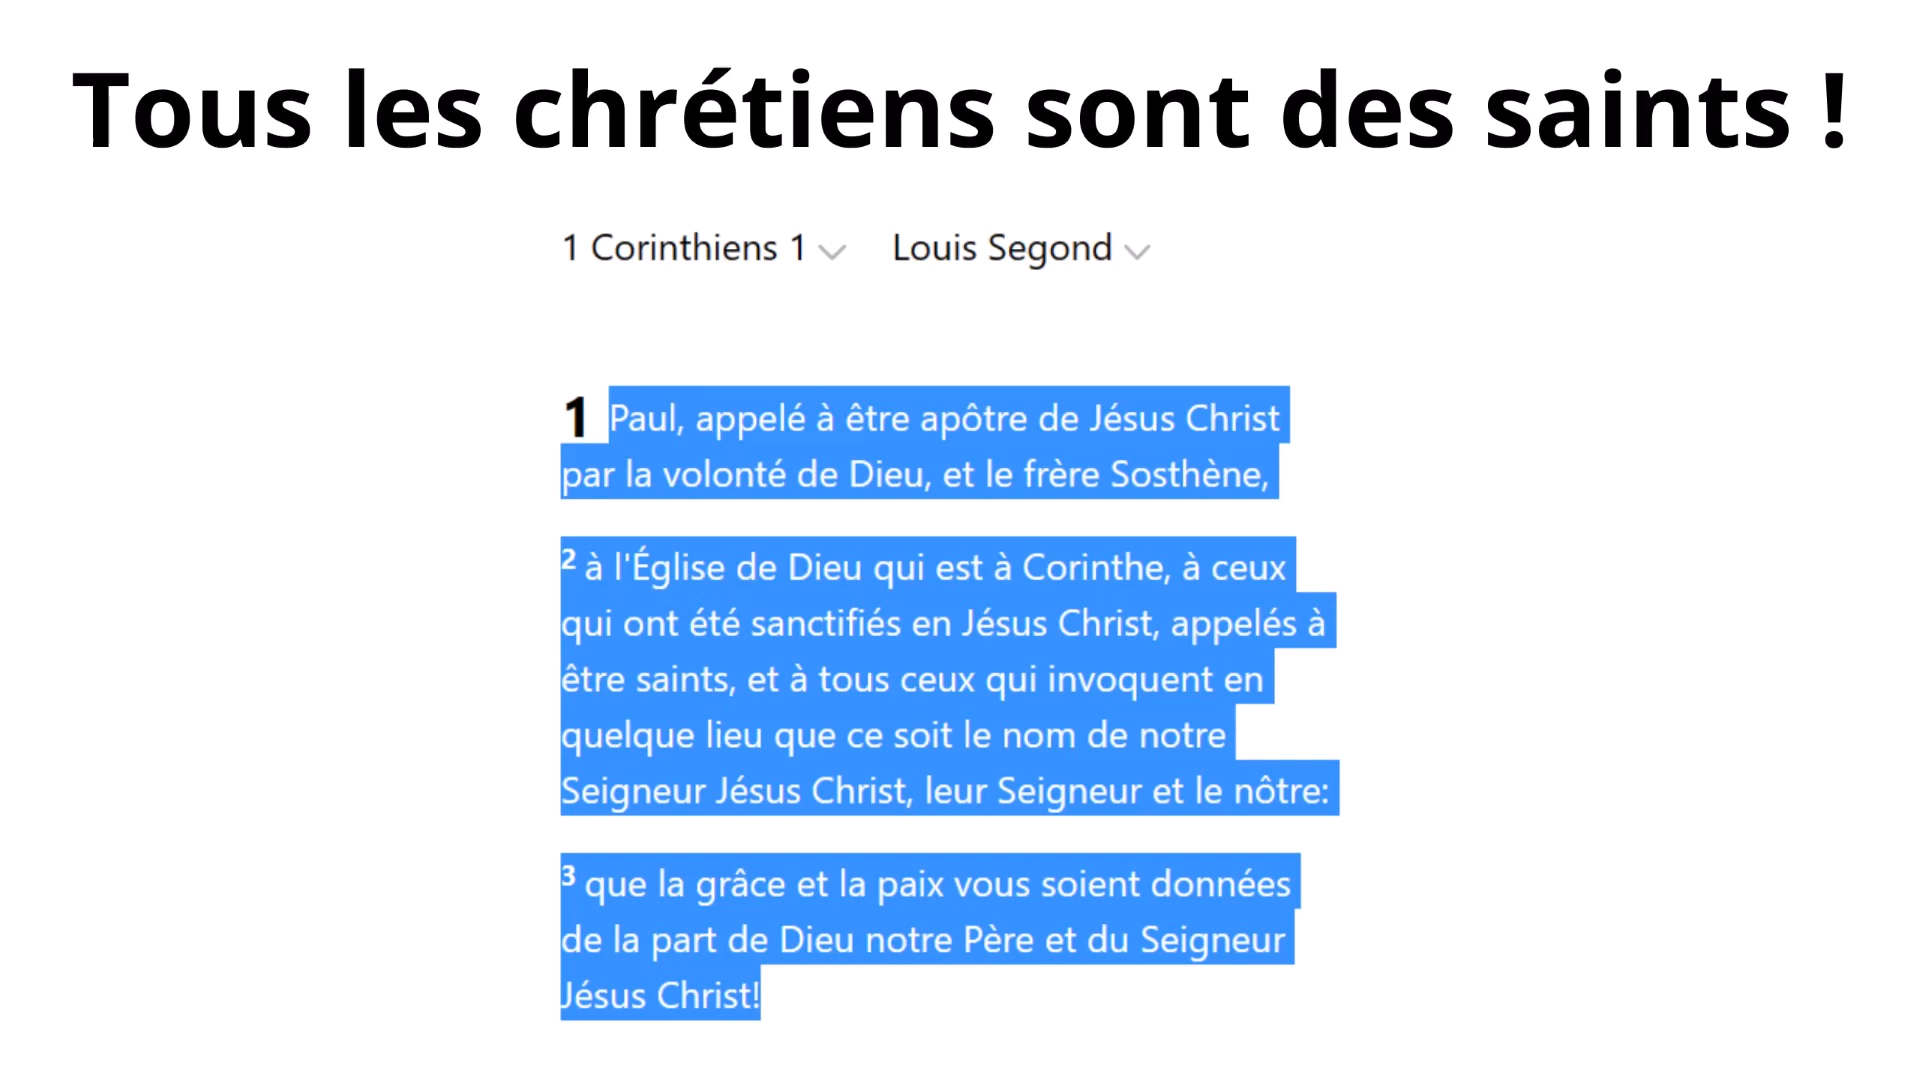 Tous les chrétiens sont des saints !
1 Corinthiens 1 Louis Segond
1 Paul, appelé à être apôtre de Jésus Christ
par la volonté de Dieu, et le frère Sosthène,
2 à l'Église de Dieu qui est à Corinthe, à ceux
qui ont été sanctifiés en Jésus Christ, appelés à
être saints, et à tous ceux qui invoquent en
quelque lieu que ce soit le nom de notre
Seigneur Jésus Christ, leur Seigneur et le nôtre:
3 que la grâce et la paix vous soient données
de la part de Dieu notre Père et du Seigneur
Jésus Christ!